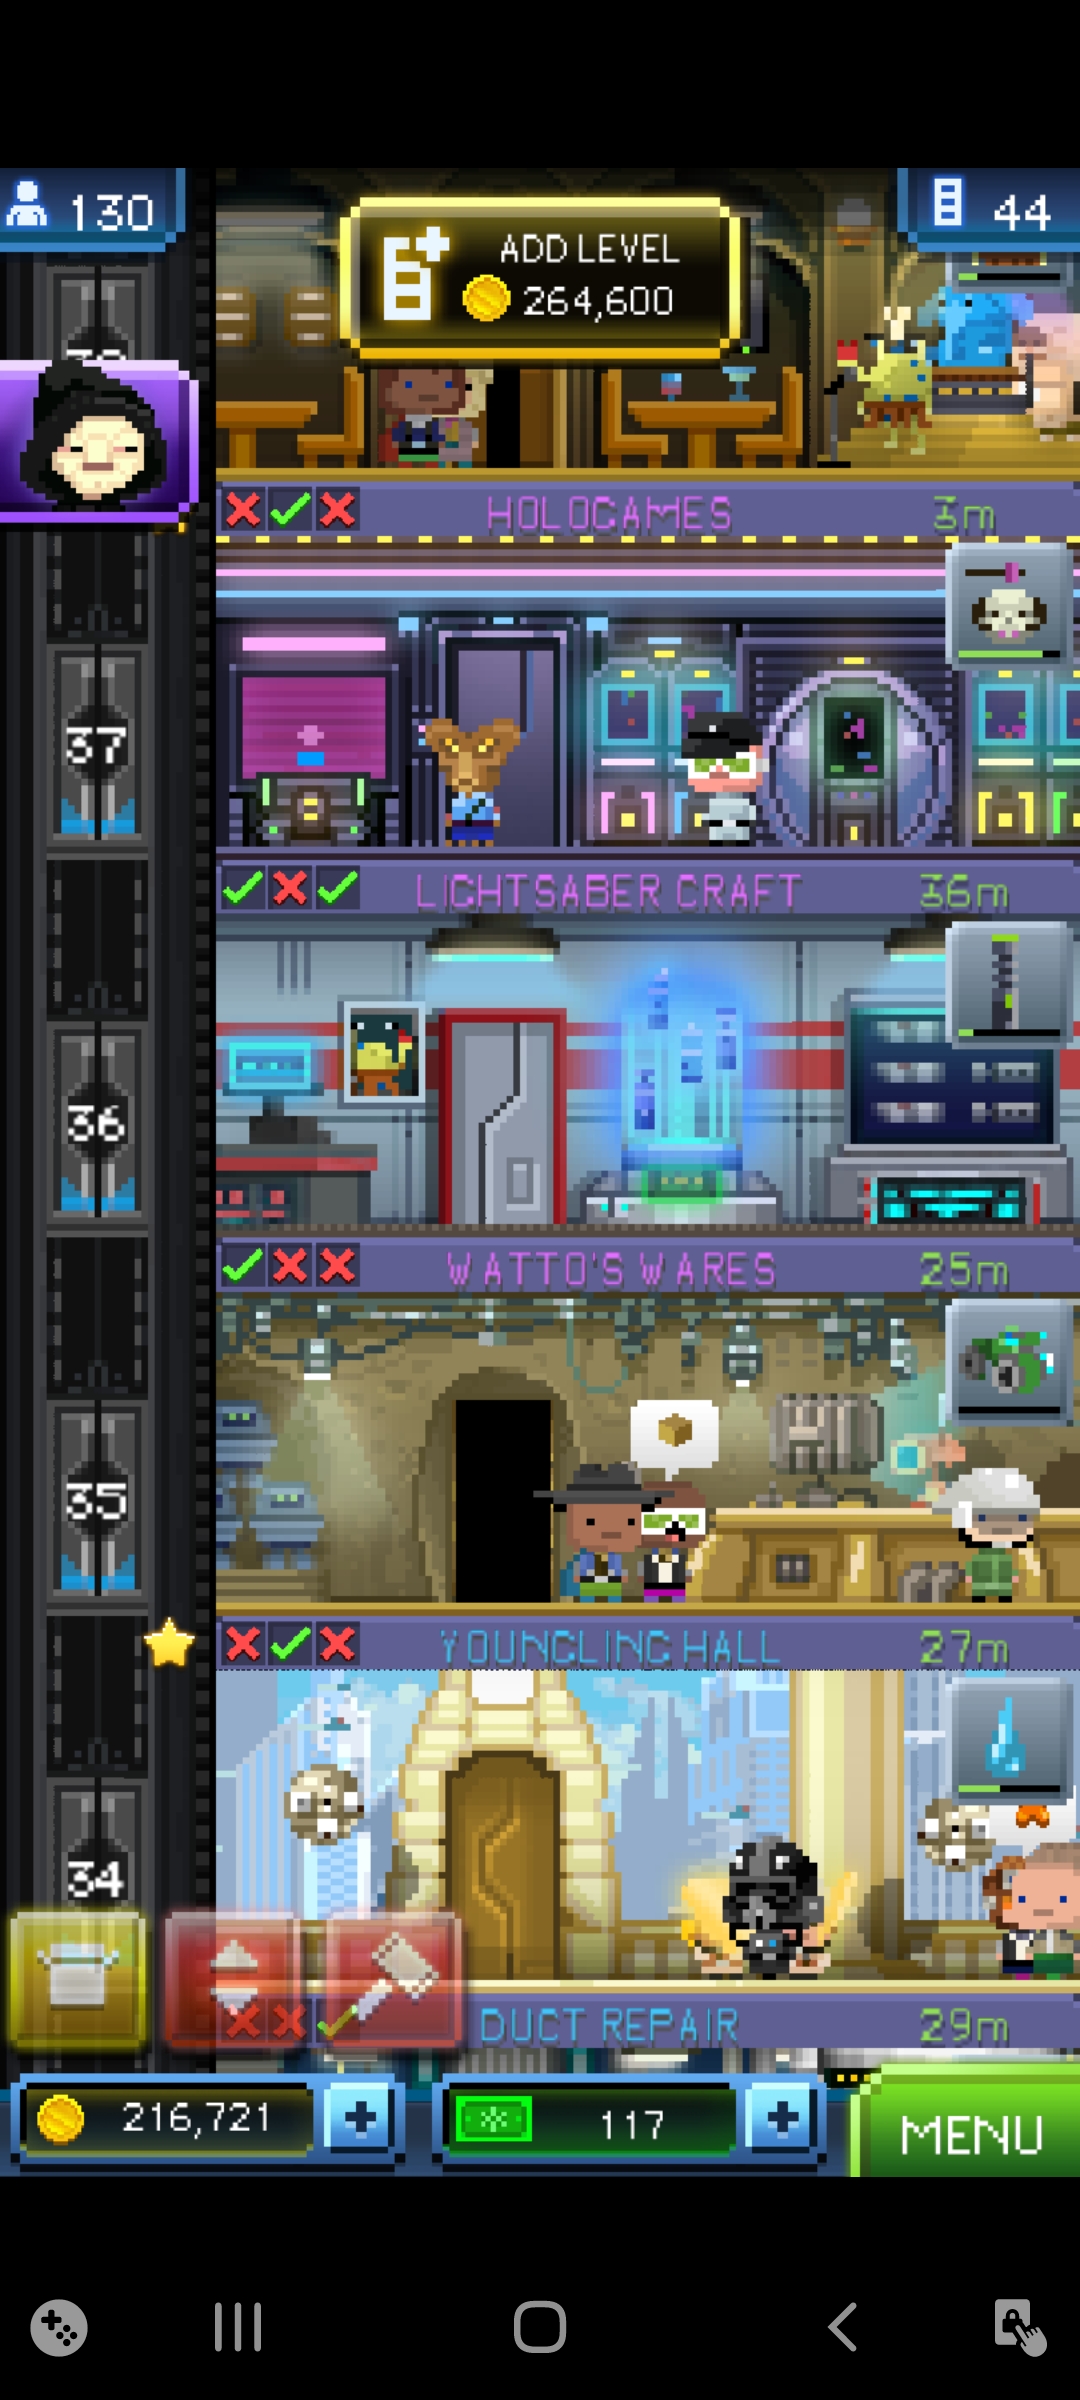 130
ADD LEVEL
264,600
44
HOLOGAMES 3m
37
LIGHTSABER CRAFT 36m
36
WATTO'S WARES 25m
35
YOUNGLING HALL 27m
34
DUCT REPAIR 29m
216,721
117
MENU